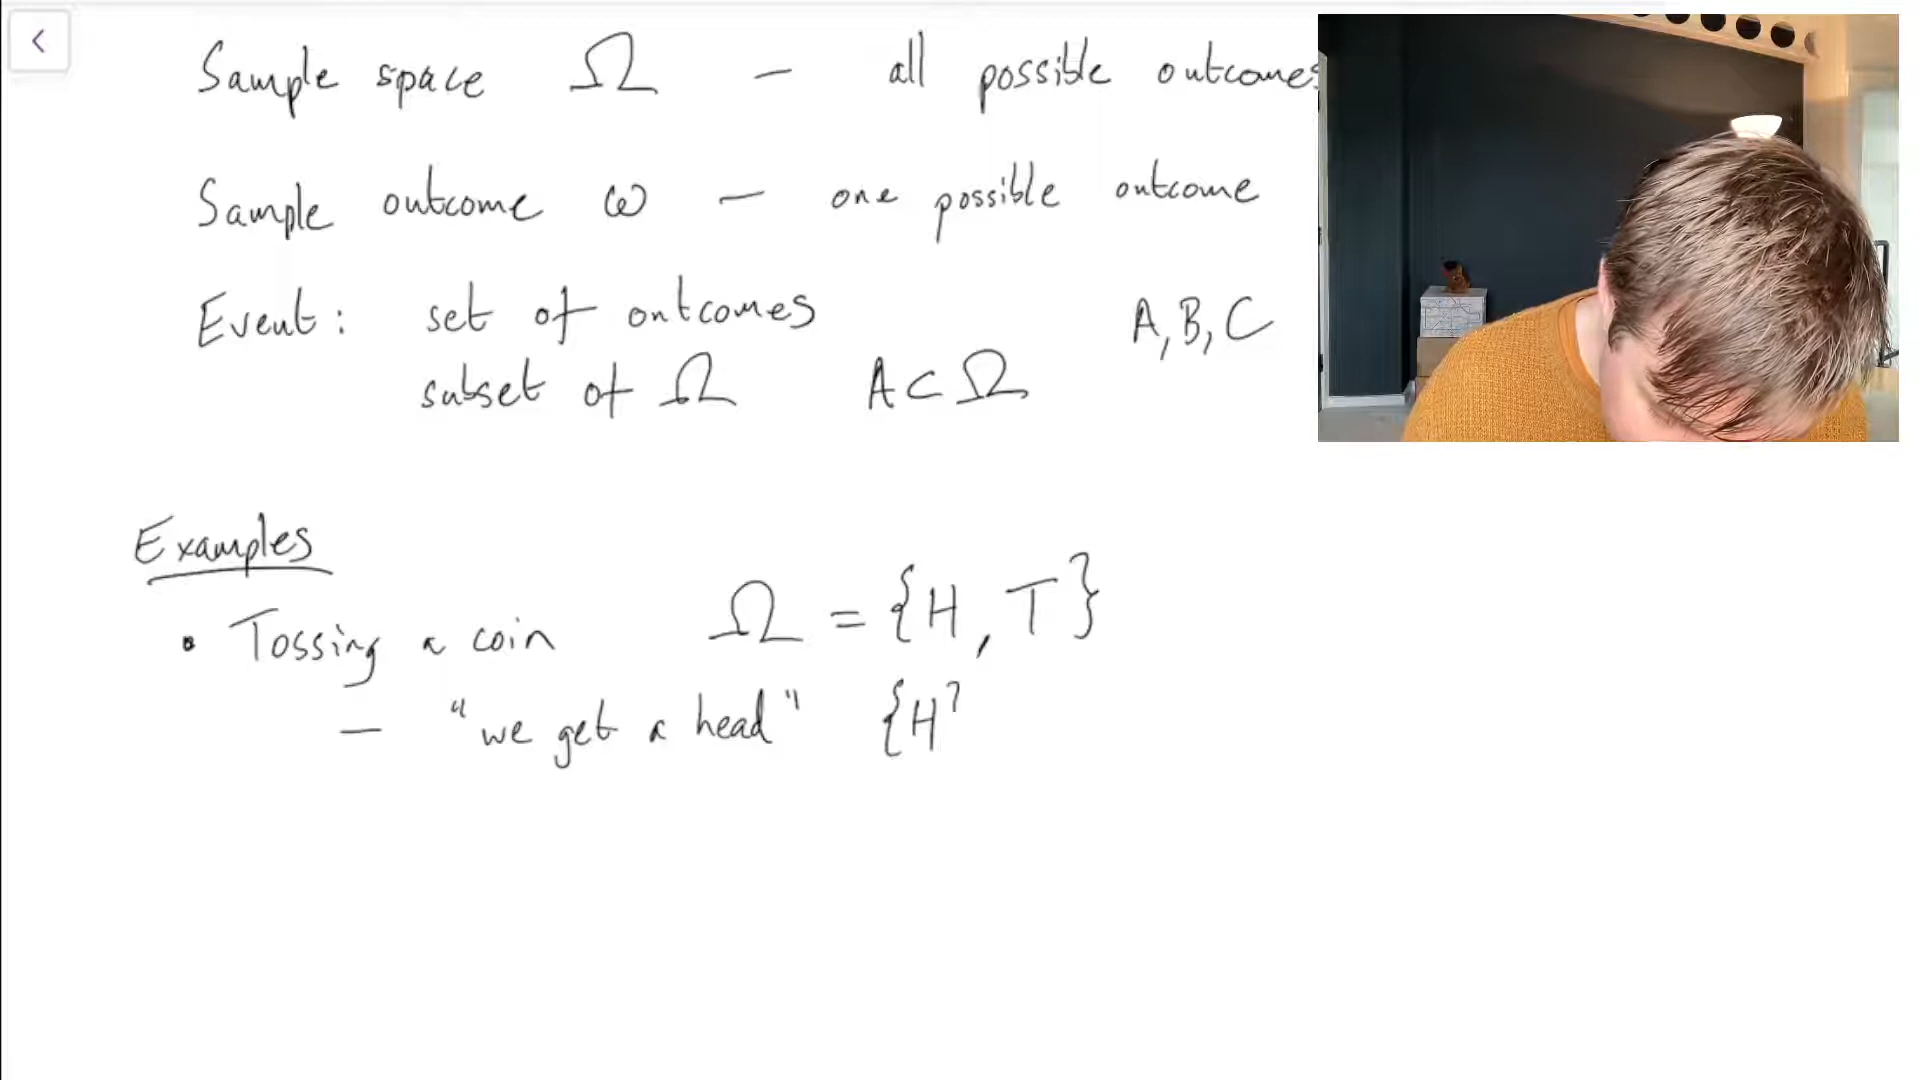 Sample space Ω — all possible outcomes
Sample outcome ω — one possible outcome
Event: set of outcomes A, B, C
subset of Ω A ⊂ Ω
Examples
• Tossing a coin Ω = {H, T}
— "we get a head" {H